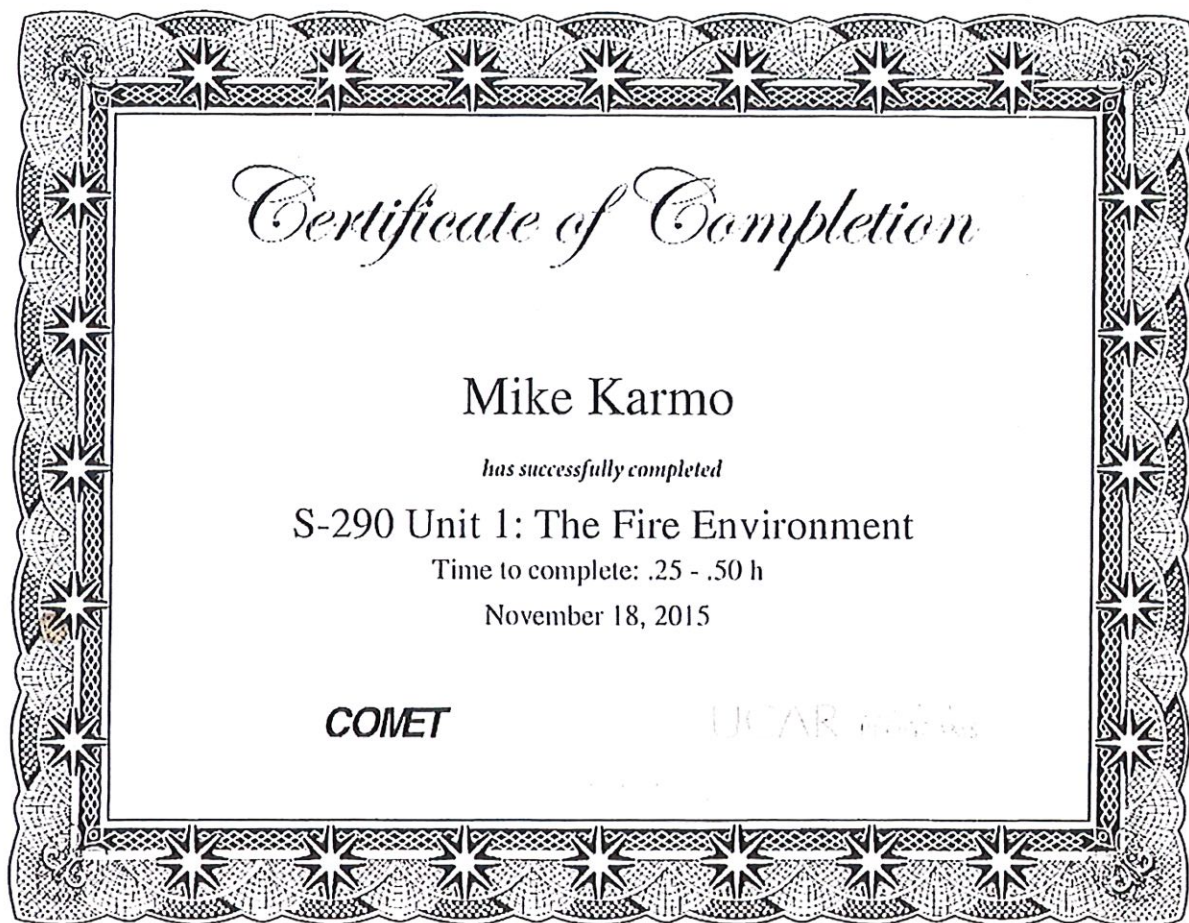 Certificate of Completion
Mike Karmo
has successfully completed
S-290 Unit 1: The Fire Environment
Time to complete: .25 - .50 h
November 18, 2015
COMET
UCAR